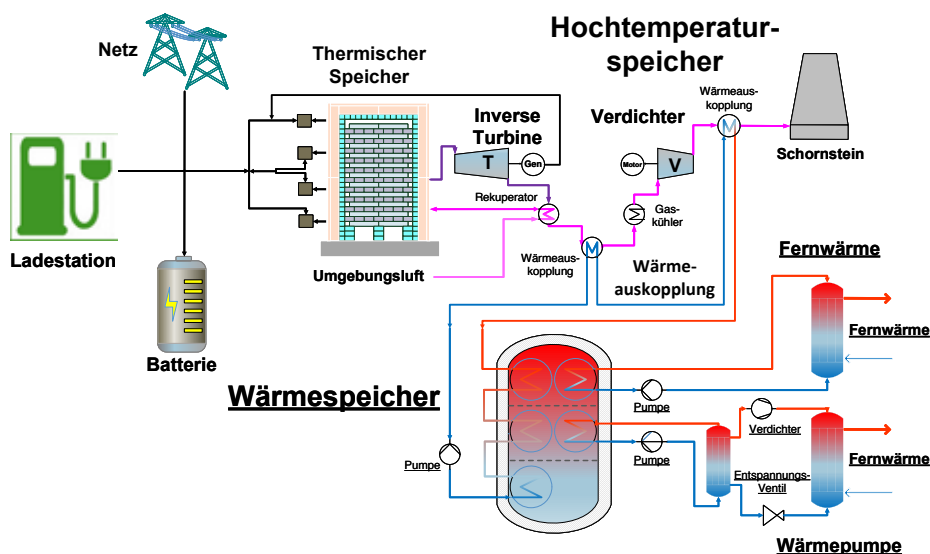 Hochtemperatur-
speicher
Netz
Thermischer
Speicher
Wärmeaus-
kopplung
Inverse
Turbine
Verdichter
T
Gen
Motor
V
M
Schornstein
Rekuperator
Gas-
kühler
Ladestation
Umgebungsluft
Wärmeaus-
kopplung
M
Wärme-
auskopplung
Fernwärme
Fernwärme
Batterie
Wärmespeicher
Pumpe
Verdichter
Fernwärme
Pumpe
Pumpe
Entspannungs-
Ventil
Wärmepumpe